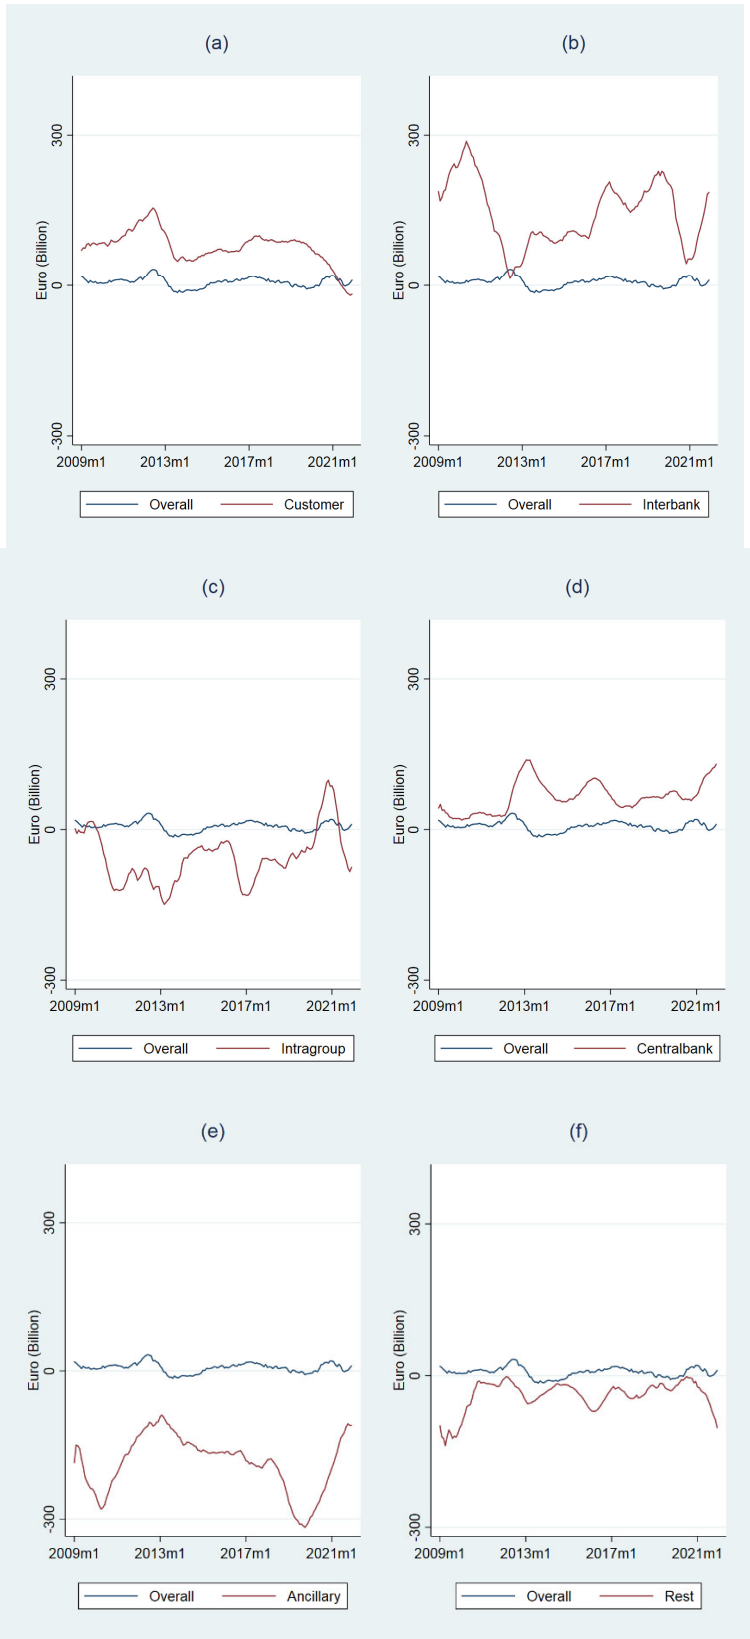 (a) (b)
Euro (Billion)
300
0
-300
2009m1 2013m1 2017m1 2021m1
Overall Customer
Euro (Billion)
300
0
-300
2009m1 2013m1 2017m1 2021m1
Overall Interbank
(c) (d)
Euro (Billion)
300
0
-300
2009m1 2013m1 2017m1 2021m1
Overall Intragroup
Euro (Billion)
300
0
-300
2009m1 2013m1 2017m1 2021m1
Overall Centralbank
(e) (f)
Euro (Billion)
300
0
-300
2009m1 2013m1 2017m1 2021m1
Overall Ancillary
Euro (Billion)
300
0
-300
2009m1 2013m1 2017m1 2021m1
Overall Rest